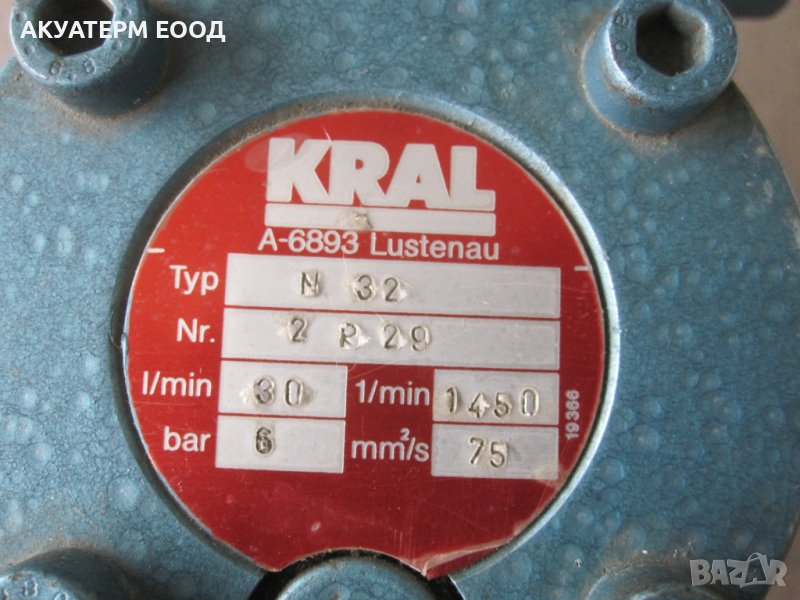 АКУАТЕРМ ЕООД
KRAL
A-6893 Lustenau
Typ N 32
Nr. 2 R 29
l/min 30 1/min 1450
bar 6 mm²/s 75
19366
BAZAR